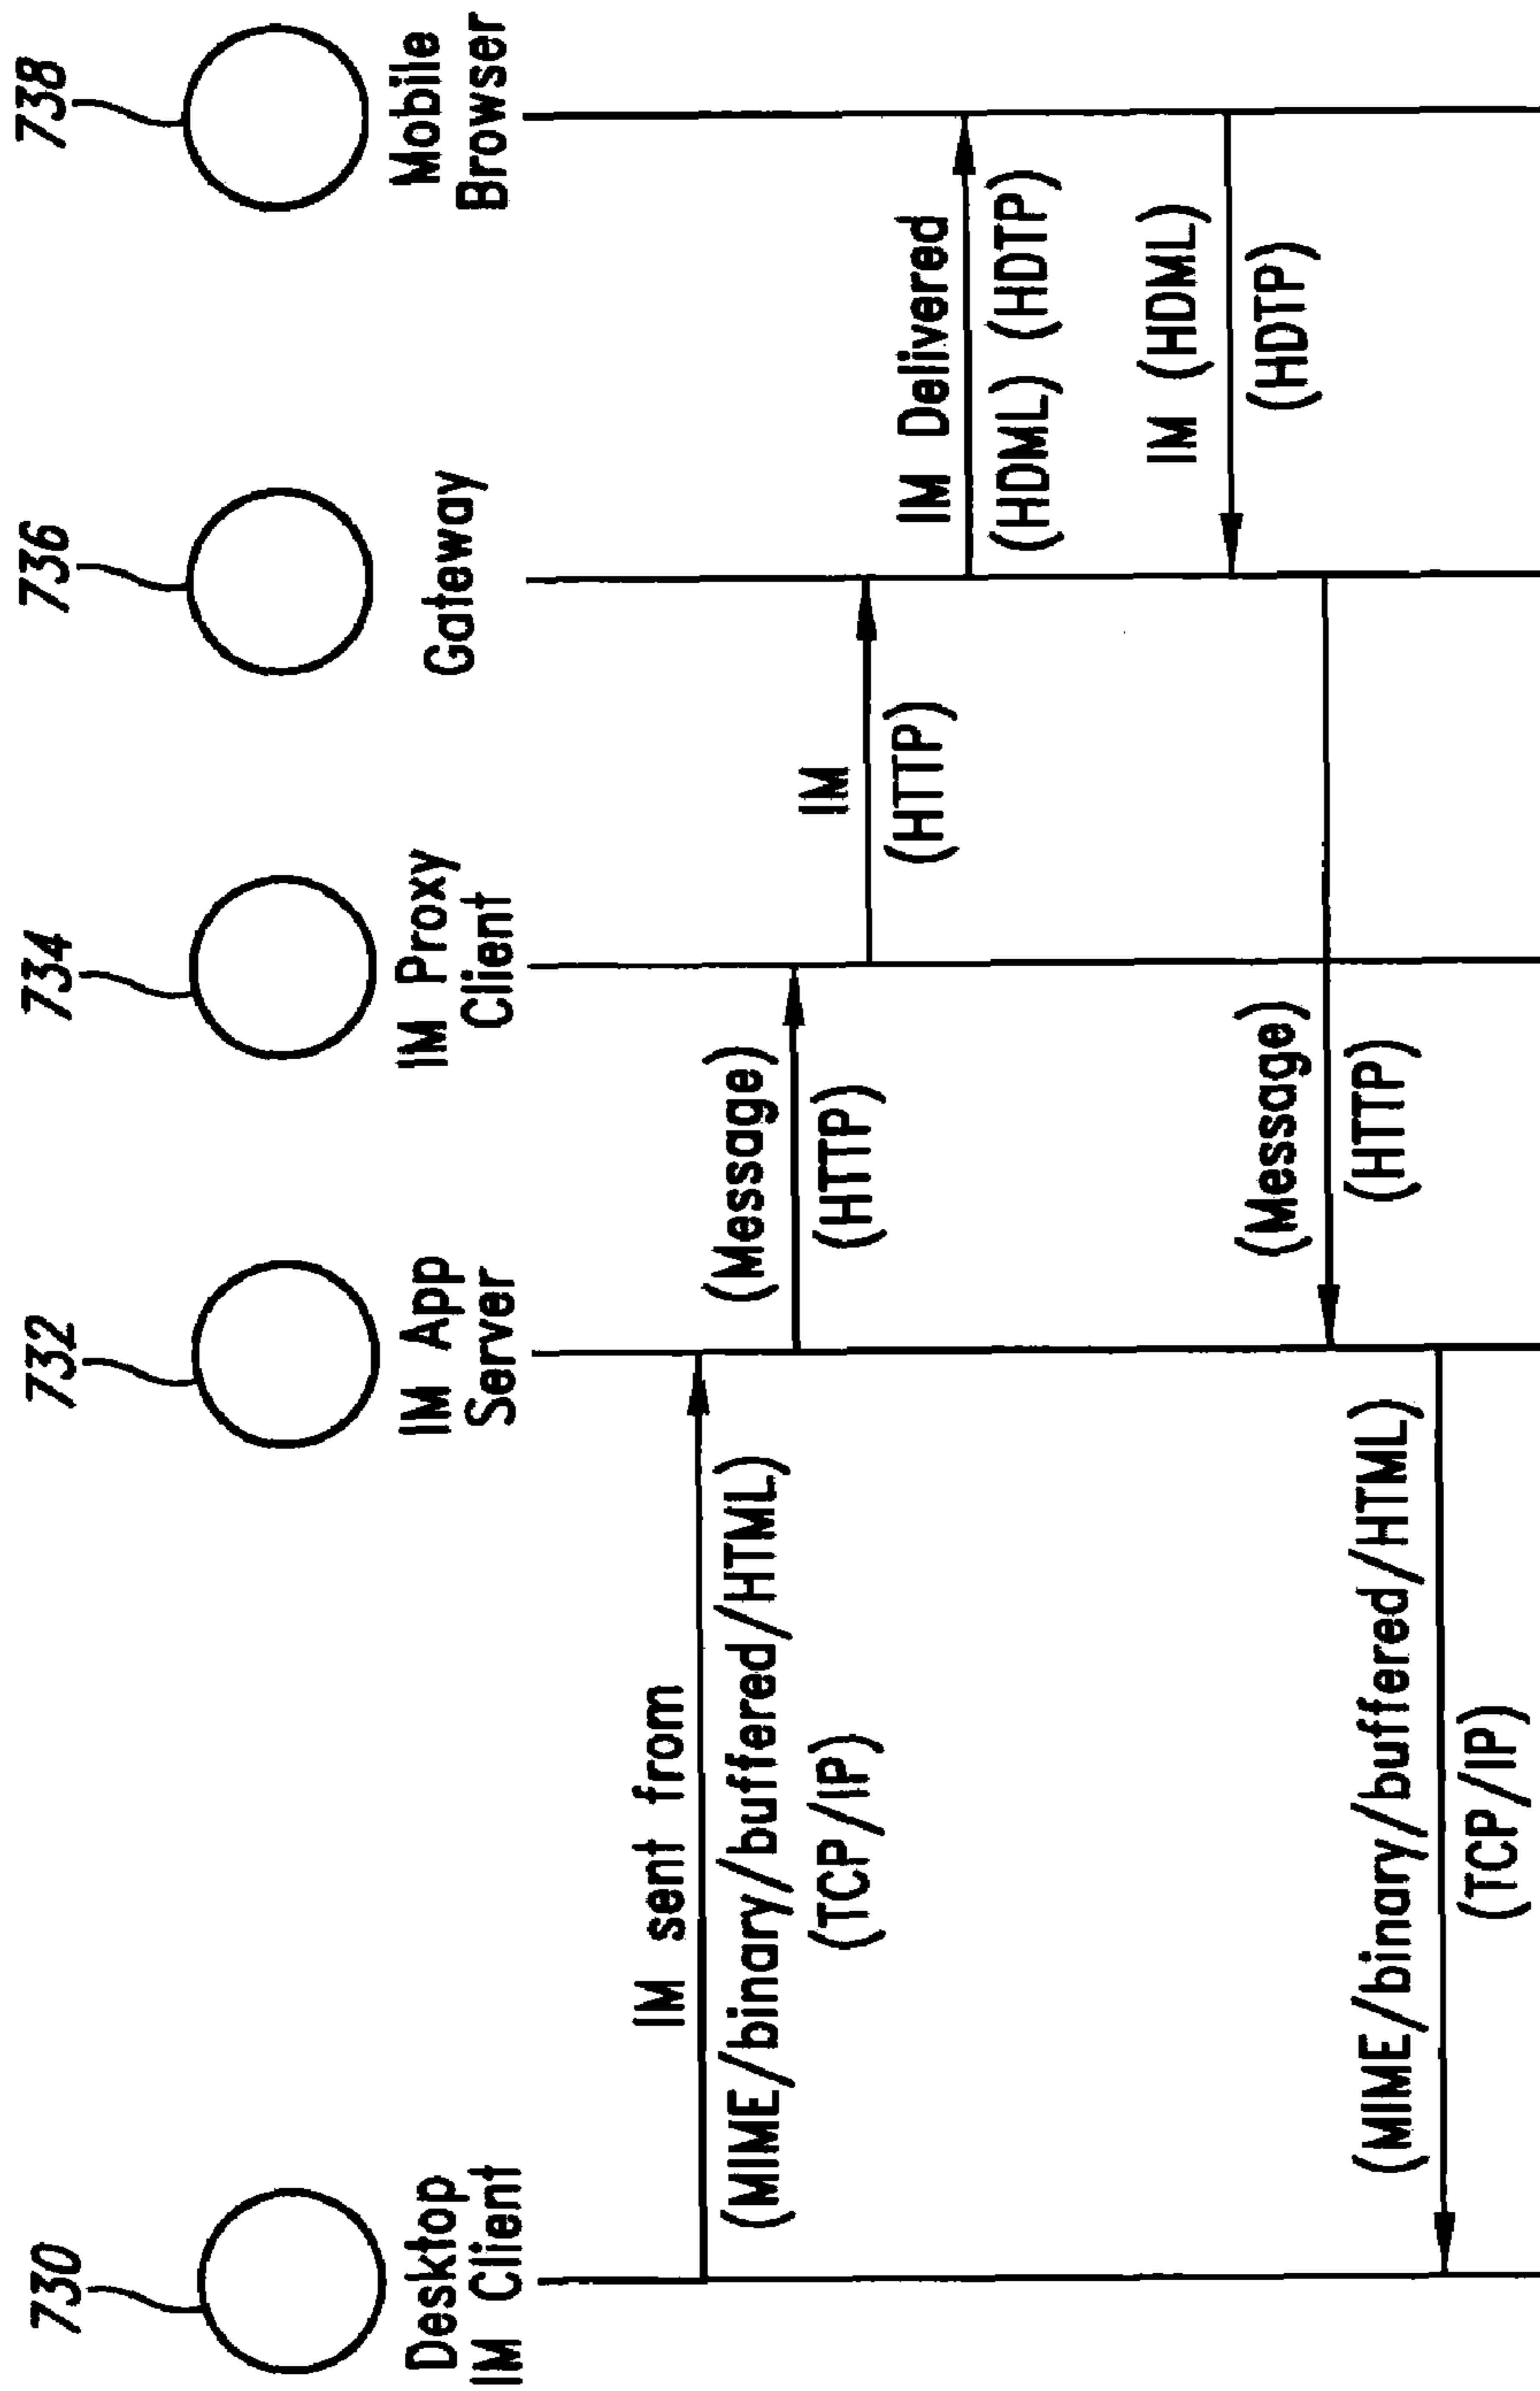 730
732
734
736
738
Desktop
IM Client
IM App
Server
IM Proxy
Client
Gateway
Mobile
Browser
IM sent from
(MIME/binary/buffered/HTML)
(TCP/IP)
(Message)
(HTTP)
IM
(HTTP)
IM Delivered
(HDML) (HDTP)
IM (HDML)
(HDTP)
(Message)
(HTTP)
(MIME/binary/buffered/HTML)
(TCP/IP)